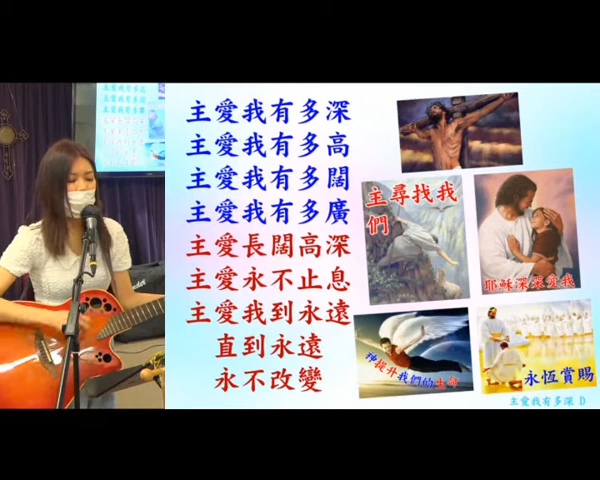 主愛我有多深
主愛我有多高
主愛我有多闊
主愛我有多廣
主愛長闊高深
主愛永不止息
主愛我到永遠
直到永遠
永不改變
主尋找我
們
耶穌深深愛我
神提升我們的生命
永恆賞賜
主愛我有多深 D